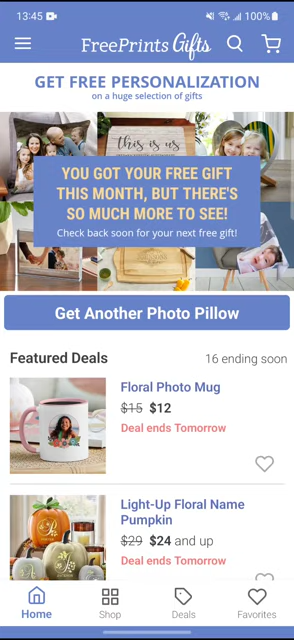 13:45
100%
FreePrints Gifts
GET FREE PERSONALIZATION
on a huge selection of gifts
this is us
YOU GOT YOUR FREE GIFT
THIS MONTH, BUT THERE'S
SO MUCH MORE TO SEE!
Check back soon for your next free gift!
Get Another Photo Pillow
Featured Deals
16 ending soon
Floral Photo Mug
$15 $12
Deal ends Tomorrow
Light-Up Floral Name
Pumpkin
$29 $24 and up
Deal ends Tomorrow
Home
Shop
Deals
Favorites